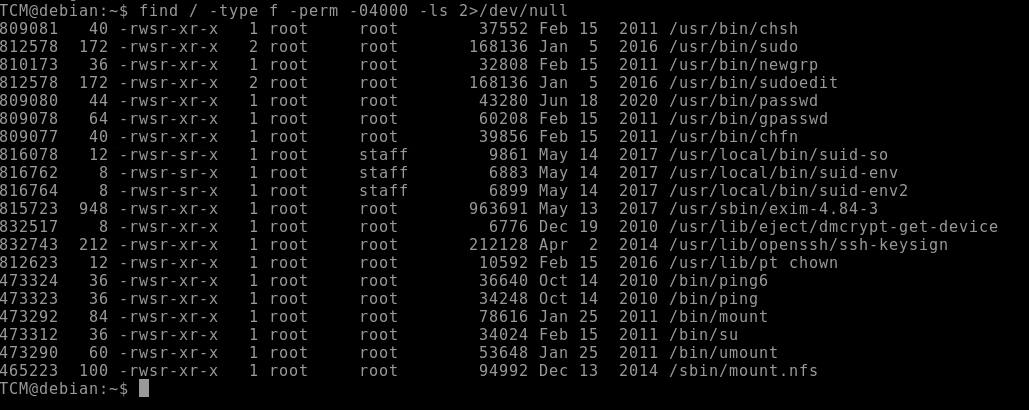 TCM@debian:~$ find / -type f -perm -04000 -ls 2>/dev/null
809081   40 -rwsr-xr-x   1 root     root        37552 Feb 15  2011 /usr/bin/chsh
812578  172 -rwsr-xr-x   2 root     root       168136 Jan  5  2016 /usr/bin/sudo
810173   36 -rwsr-xr-x   1 root     root        32808 Feb 15  2011 /usr/bin/newgrp
812578  172 -rwsr-xr-x   2 root     root       168136 Jan  5  2016 /usr/bin/sudoedit
809080   44 -rwsr-xr-x   1 root     root        43280 Jun 18  2020 /usr/bin/passwd
809078   64 -rwsr-xr-x   1 root     root        60208 Feb 15  2011 /usr/bin/gpasswd
809077   40 -rwsr-xr-x   1 root     root        39856 Feb 15  2011 /usr/bin/chfn
816078   12 -rwsr-sr-x   1 root     staff        9861 May 14  2017 /usr/local/bin/suid-so
816762    8 -rwsr-sr-x   1 root     staff        6883 May 14  2017 /usr/local/bin/suid-env
816764    8 -rwsr-sr-x   1 root     staff        6899 May 14  2017 /usr/local/bin/suid-env2
815723  948 -rwsr-xr-x   1 root     root       963691 May 13  2017 /usr/sbin/exim-4.84-3
832517    8 -rwsr-xr-x   1 root     root         6776 Dec 19  2010 /usr/lib/eject/dmcrypt-get-device
832743  212 -rwsr-xr-x   1 root     root       212128 Apr  2  2014 /usr/lib/openssh/ssh-keysign
812623   12 -rwsr-xr-x   1 root     root        10592 Feb 15  2016 /usr/lib/pt chown
473324   36 -rwsr-xr-x   1 root     root        36640 Oct 14  2010 /bin/ping6
473323   36 -rwsr-xr-x   1 root     root        34248 Oct 14  2010 /bin/ping
473292   84 -rwsr-xr-x   1 root     root        78616 Jan 25  2011 /bin/mount
473312   36 -rwsr-xr-x   1 root     root        34024 Feb 15  2011 /bin/su
473290   60 -rwsr-xr-x   1 root     root        53648 Jan 25  2011 /bin/umount
465223  100 -rwsr-xr-x   1 root     root        94992 Dec 13  2014 /sbin/mount.nfs
TCM@debian:~$